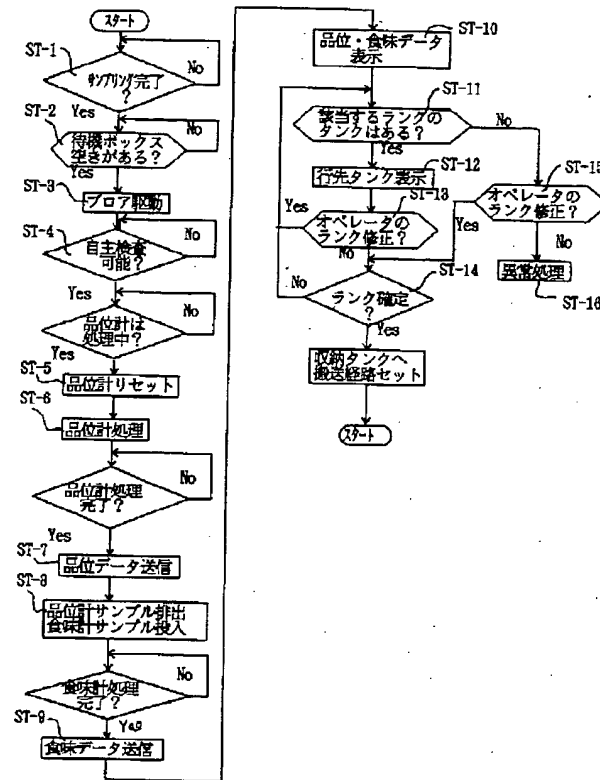 スタート
ST-1
サンプリング完了
?
No
Yes
ST-2
待機ボックス
空きがある?
No
Yes
ST-3
ブロア駆動
ST-4
自主検査
可能?
No
Yes
品位計は
処理中?
No
Yes
ST-5
品位計リセット
ST-6
品位計処理
品位計処理
完了?
No
Yes
ST-7
品位データ送信
ST-8
品位計サンプル排出
食味計サンプル投入
食味計処理
完了?
No
Yes
ST-9
食味データ送信
ST-10
品位・食味データ
表示
ST-11
該当するランクの
タンクはある?
No
Yes
ST-12
行先タンク表示
ST-13
オペレータの
ランク修正?
Yes
No
ST-14
ランク確定
?
No
Yes
収納タンクへ
搬送経路セット
スタート
ST-15
オペレータの
ランク修正?
Yes
No
異常処理
ST-16